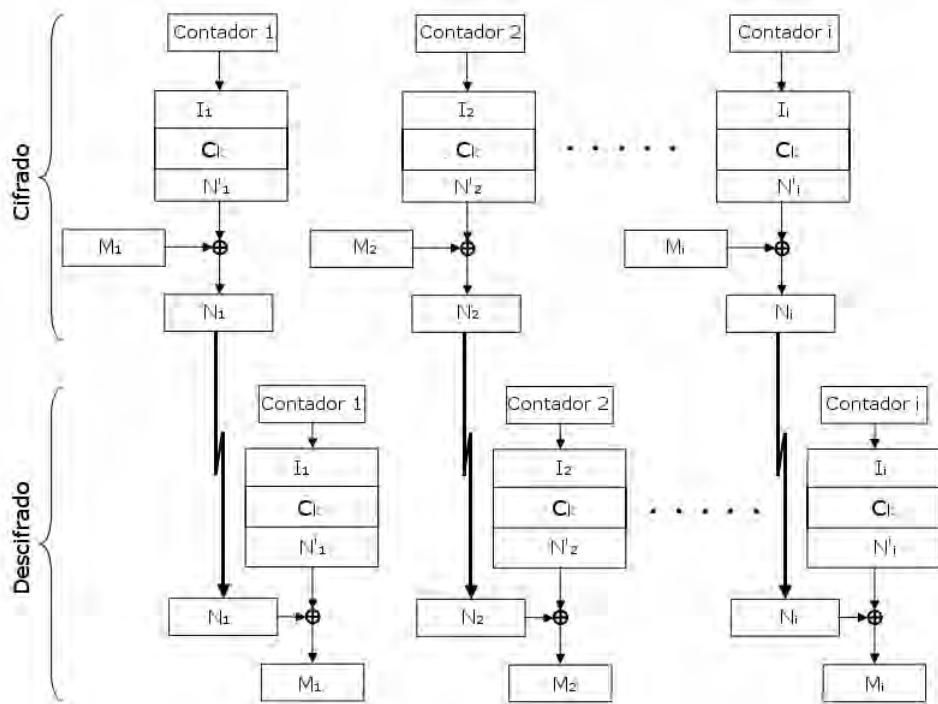 Cifrado
Contador 1
Contador 2
Contador i
I₁
I₂
Iᵢ
Cₖ
Cₖ
Cₖ
N'₁
N'₂
N'ᵢ
M₁
M₂
Mᵢ
N₁
N₂
Nᵢ
Descifrado
Contador 1
Contador 2
Contador i
I₁
I₂
Iᵢ
Cₖ
Cₖ
Cₖ
N'₁
N'₂
N'ᵢ
N₁
N₂
Nᵢ
M₁
M₂
Mᵢ